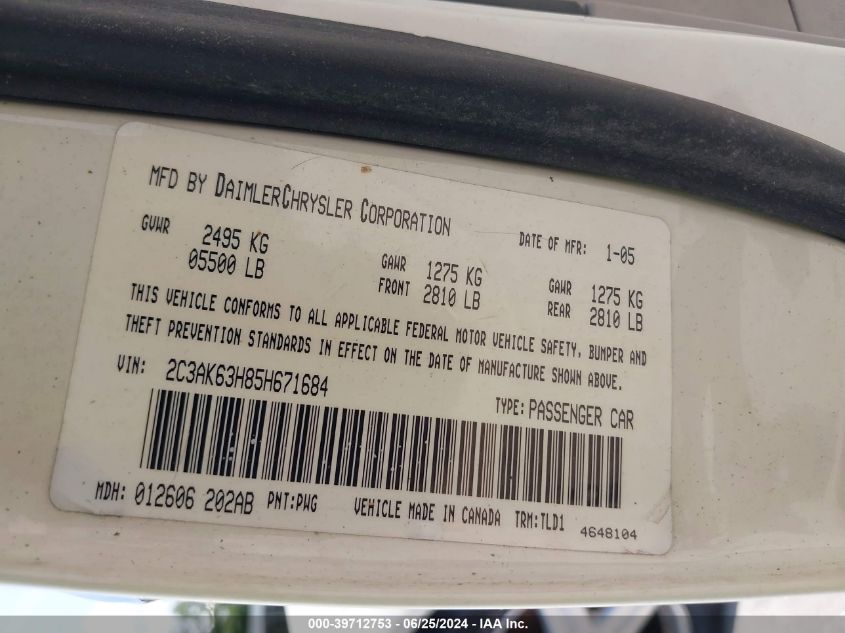 MFD BY DAIMLERCHRYSLER CORPORATION
DATE OF MFR: 1-05
GVWR 2495 KG
05500 LB
GAWR FRONT 1275 KG
2810 LB
GAWR REAR 1275 KG
2810 LB
THIS VEHICLE CONFORMS TO ALL APPLICABLE FEDERAL MOTOR VEHICLE SAFETY, BUMPER AND
THEFT PREVENTION STANDARDS IN EFFECT ON THE DATE OF MANUFACTURE SHOWN ABOVE.
VIN: 2C3AK63H85H671684
TYPE: PASSENGER CAR
MDH: 012606 202AB PNT:PWG VEHICLE MADE IN CANADA TRM:TLD1
4648104
000-39712753 - 06/25/2024 - IAA Inc.